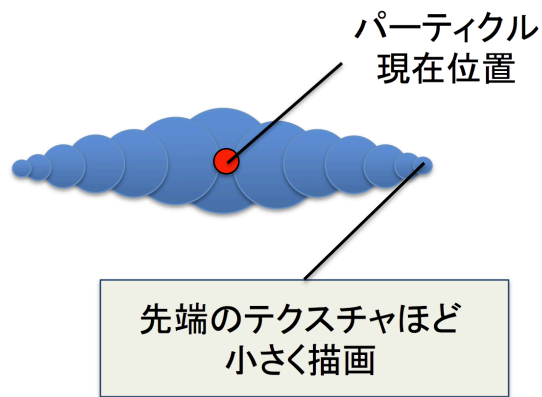 パーティクル
現在位置
先端のテクスチャほど
小さく描画